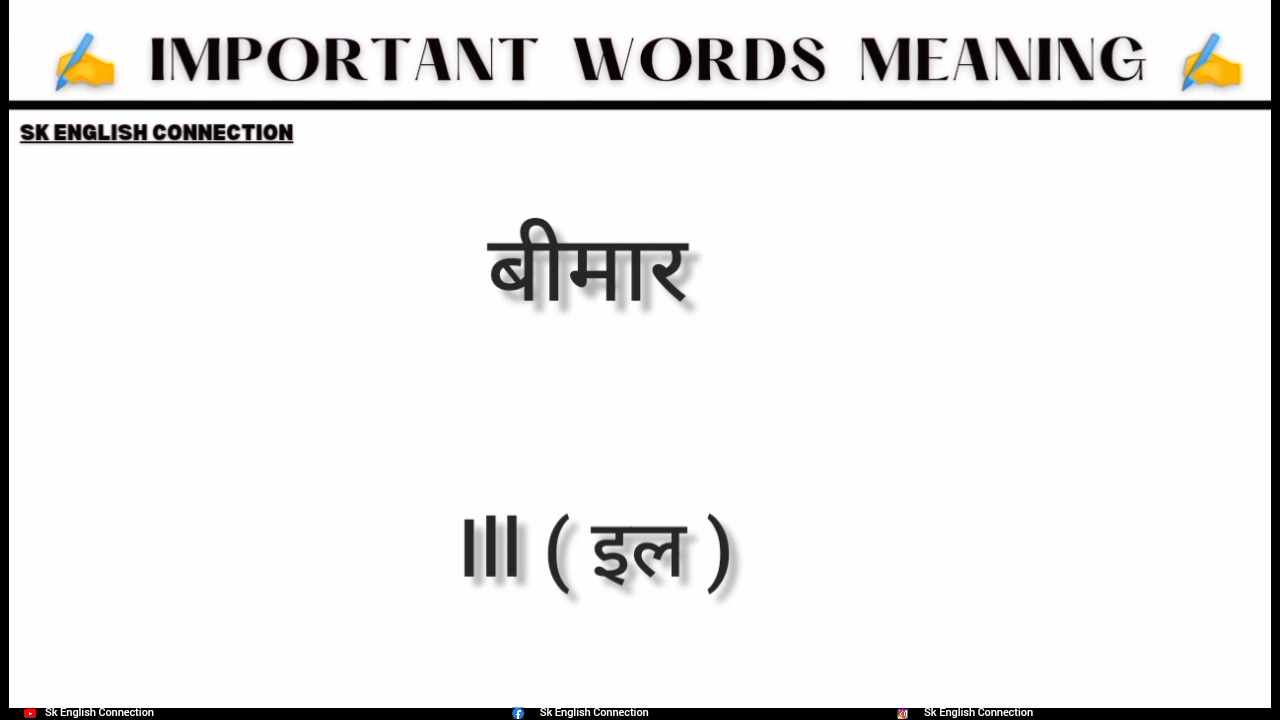 ✍️ IMPORTANT WORDS MEANING ✍️
SK ENGLISH CONNECTION
बीमार
Ill ( इल )
Sk English Connection
Sk English Connection
Sk English Connection